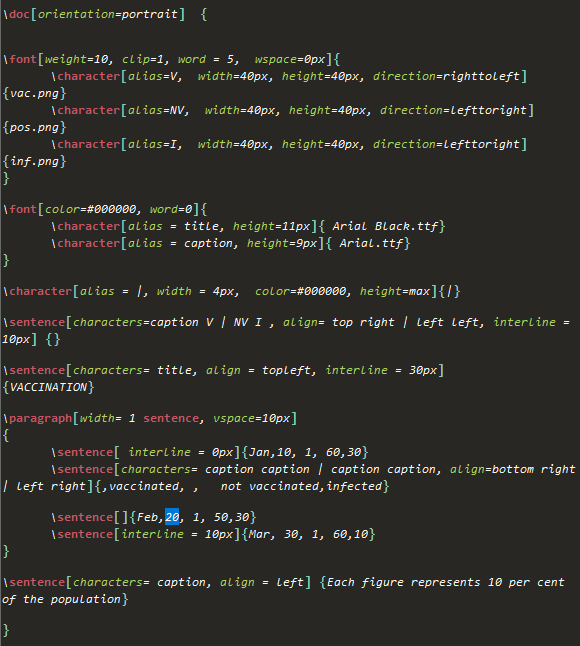 \doc[orientation=portrait]  {
\font[weight=10, clip=1, word = 5,  wspace=0px]{
\character[alias=V,  width=40px, height=40px, direction=righttoleft]
{vac.png}
\character[alias=NV,  width=40px, height=40px, direction=lefttoright]
{pos.png}
\character[alias=I,  width=40px, height=40px, direction=lefttoright]
{inf.png}
}
\font[color=#000000, word=0]{
\character[alias = title, height=11px]{ Arial Black.ttf}
\character[alias = caption, height=9px]{ Arial.ttf}
}
\character[alias = |, width = 4px,  color=#000000, height=max]{|}
\sentence[characters=caption V | NV I , align= top right | left left, interline =
10px] {}
\sentence[characters= title, align = topleft, interline = 30px]
{VACCINATION}
\paragraph[width= 1 sentence, vspace=10px]
{
\sentence[ interline = 0px]{Jan,10, 1, 60,30}
\sentence[characters= caption caption | caption caption, align=bottom right
| left right]{,vaccinated, ,   not vaccinated,infected}
\sentence[]{Feb,20, 1, 50,30}
\sentence[interline = 10px]{Mar, 30, 1, 60,10}
}
\sentence[characters= caption, align = left] {Each figure represents 10 per cent
of the population}
}